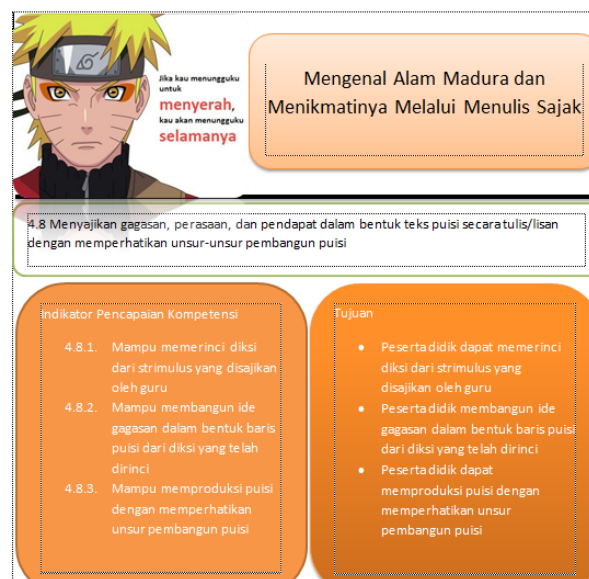 Jika kau menungguku
untuk
menyerah,
kau akan menungguku
selamanya
Mengenal Alam Madura dan
Menikmatinya Melalui Menulis Sajak
4.8 Menyajikan gagasan, perasaan, dan pendapat dalam bentuk teks puisi secara tulis/lisan
dengan memperhatikan unsur-unsur pembangun puisi
Indikator Pencapaian Kompetensi
4.8.1. Mampu memerinci diksi
dari strimulus yang disajikan
oleh guru
4.8.2. Mampu membangun ide
gagasan dalam bentuk baris
puisi dari diksi yang telah
dirinci
4.8.3. Mampu memproduksi puisi
dengan memperhatikan
unsur pembangun puisi
Tujuan
• Peserta didik dapat memerinci
diksi dari strimulus yang
disajikan oleh guru
• Peserta didik membangun ide
gagasan dalam bentuk baris puisi
dari diksi yang telah dirinci
• Peserta didik dapat
memproduksi puisi dengan
memperhatikan unsur
pembangun puisi